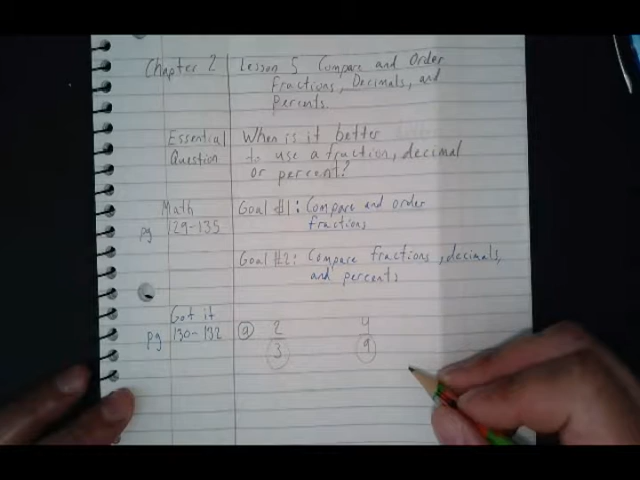 Chapter 2 Lesson 5 Compare and Order
Fractions, Decimals, and
percents.
Essential When is it better
Question to use a fraction, decimal
or percent?
Math Goal #1: Compare and order
pg 129-135 fractions
Goal #2: Compare fractions, decimals,
and percents
Got it
pg 130-132 a 2 4
3 9